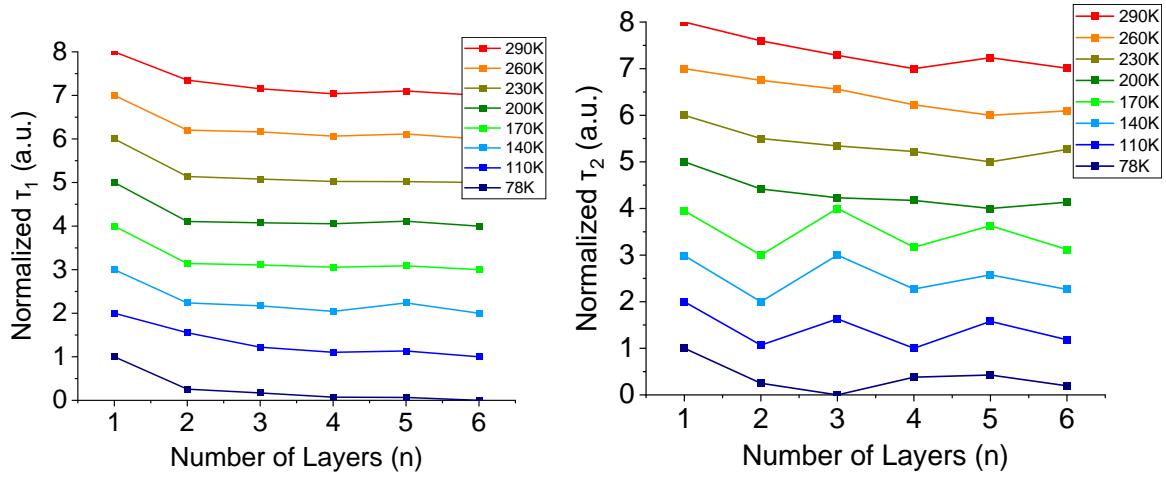 Normalized τ₁ (a.u.)
8
7
6
5
4
3
2
1
0
290K
260K
230K
200K
170K
140K
110K
78K
1 2 3 4 5 6
Number of Layers (n)
Normalized τ₂ (a.u.)
8
7
6
5
4
3
2
1
0
290K
260K
230K
200K
170K
140K
110K
78K
1 2 3 4 5 6
Number of Layers (n)